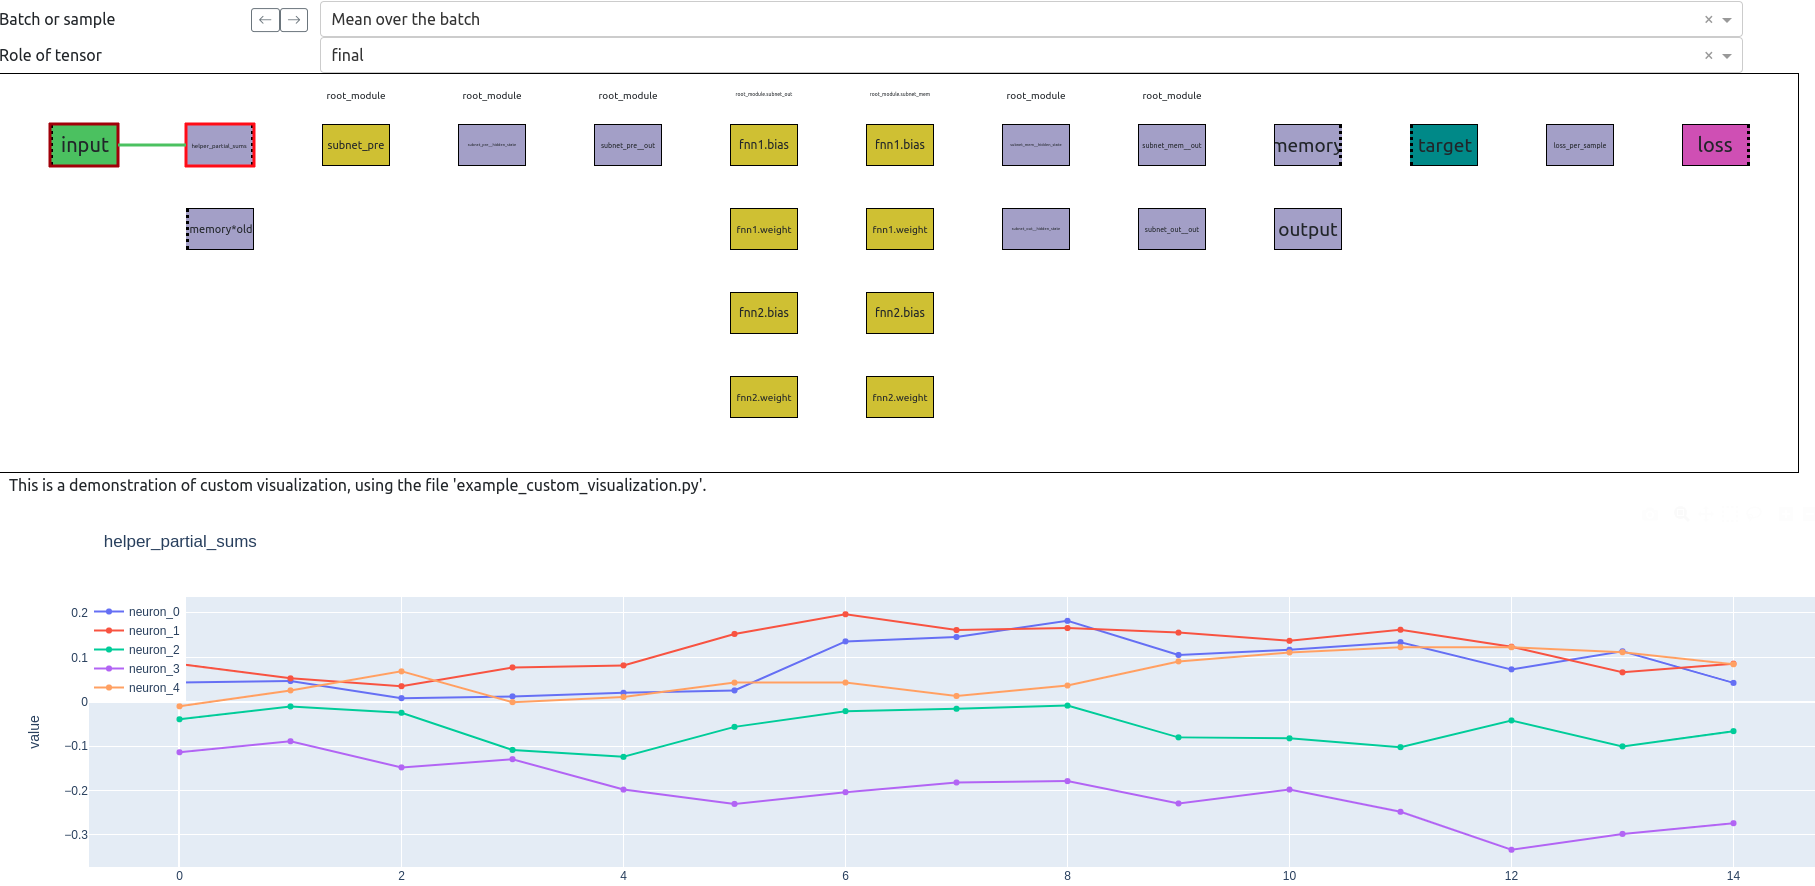 Batch or sample ← → Mean over the batch ×
Role of tensor final ×
root_module root_module root_module root_module.subnet_out root_module.subnet_mem root_module root_module
input helper_partial_sums subnet_pre subnet_pre__hidden_state subnet_pre__out fnn1.bias fnn1.bias subnet_mem__hidden_state subnet_mem__out memory target loss_per_sample loss
memory*old fnn1.weight fnn1.weight subnet_out__hidden_state subnet_out__out output
fnn2.bias fnn2.bias
fnn2.weight fnn2.weight
This is a demonstration of custom visualization, using the file 'example_custom_visualization.py'.
helper_partial_sums
0.2 neuron_0
neuron_1
neuron_2
0.1 neuron_3
neuron_4
0
value
−0.1
−0.2
−0.3
0 2 4 6 8 10 12 14